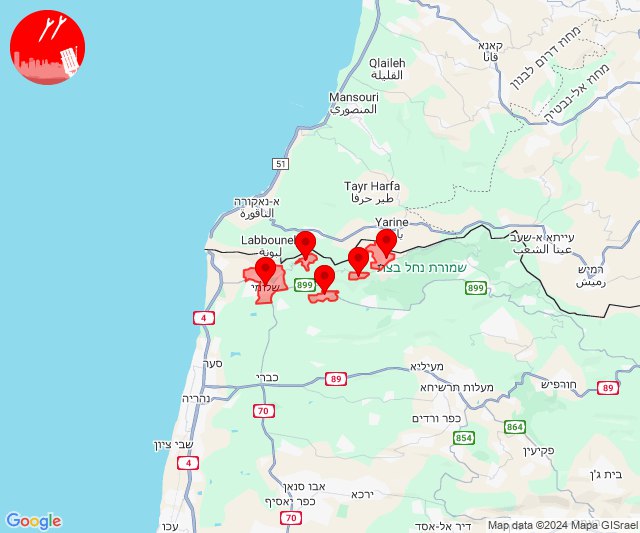 קאנא
قانا
מחוז דרום לבנון
מחוז אל-נבטיה
Qlaileh
القليلة
Mansouri
المنصوري
51
Tayr Harfa
طير حرفا
א-נאקורה
الناقورة
Yarine
Labbouneh
لبونة
עייתא א-שעב
عيتا الشعب
רמיש
رميش
שמורת נחל בצת
שלומי
899
899
4
סער
כברי
89
מעיליא
מעלות תרשיחא
חורפיש
89
נהריה
70
כפר ורדים
864
854
שבי ציון
פקיעין
4
בית ג'ן
אבו סנאן
ירכא
כפר יאסיף
70
עכו
דיר אל-אסד
Google
Map data ©2024 Mapa GISrael